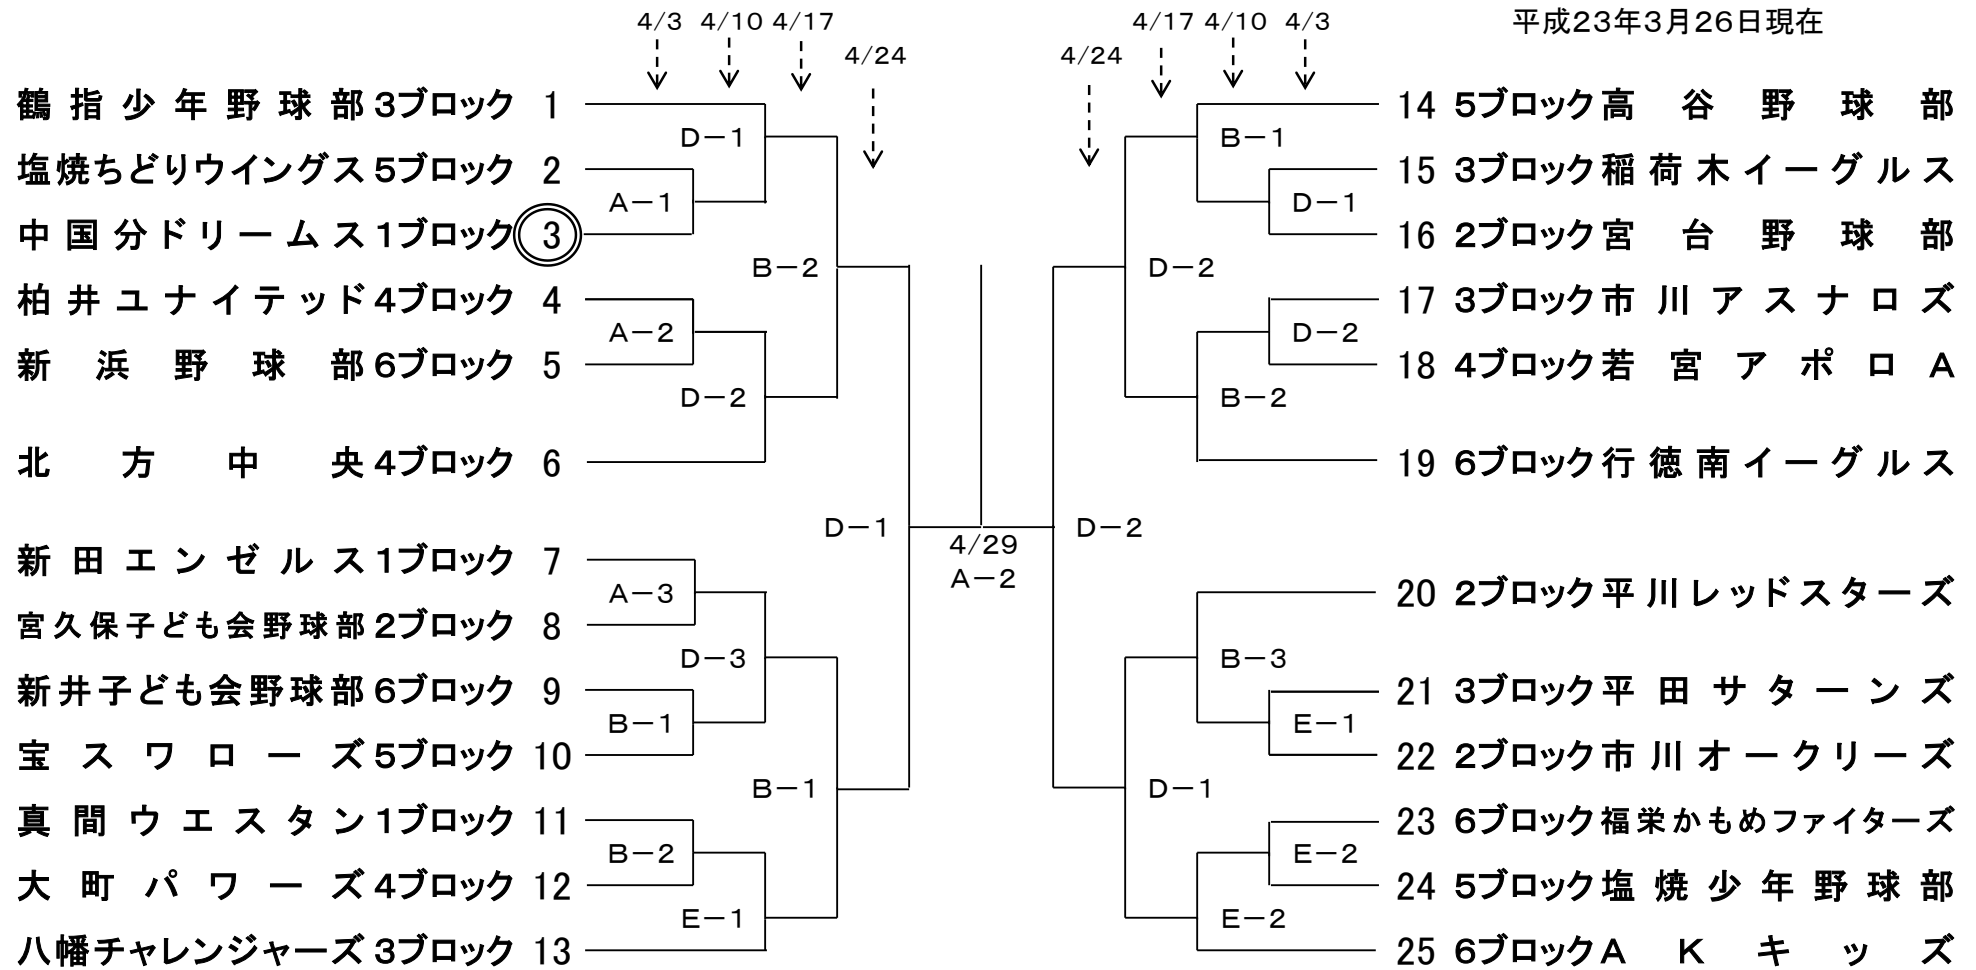 4/3 4/10 4/17 4/17 4/10 4/3 平成23年3月26日現在
4/24 4/24
鶴指少年野球部 3ブロック 1 14 5ブロック 高谷野球部
D－1 B－1
塩焼ちどりウイングス 5ブロック 2 15 3ブロック 稲荷木イーグルス
A－1 D－1
中国分ドリームス 1ブロック 3 16 2ブロック 宮台野球部
B－2 D－2
柏井ユナイテッド 4ブロック 4 17 3ブロック 市川アスナロズ
A－2 D－2
新浜野球部 6ブロック 5 18 4ブロック 若宮アポロA
D－2 B－2
北方中央 4ブロック 6 19 6ブロック 行徳南イーグルス
D－1 D－2
4/29
新田エンゼルス 1ブロック 7
A－2
A－3 20 2ブロック 平川レッドスターズ
宮久保子ども会野球部 2ブロック 8
D－3 B－3
新井子ども会野球部 6ブロック 9 21 3ブロック 平田サターンズ
B－1 E－1
宝スワローズ 5ブロック 10 22 2ブロック 市川オークリーズ
B－1 D－1
真間ウエスタン 1ブロック 11 23 6ブロック 福栄かもめファイターズ
B－2 E－2
大町パワーズ 4ブロック 12 24 5ブロック 塩焼少年野球部
E－1 E－2
八幡チャレンジャーズ 3ブロック 13 25 6ブロック AKキッズ